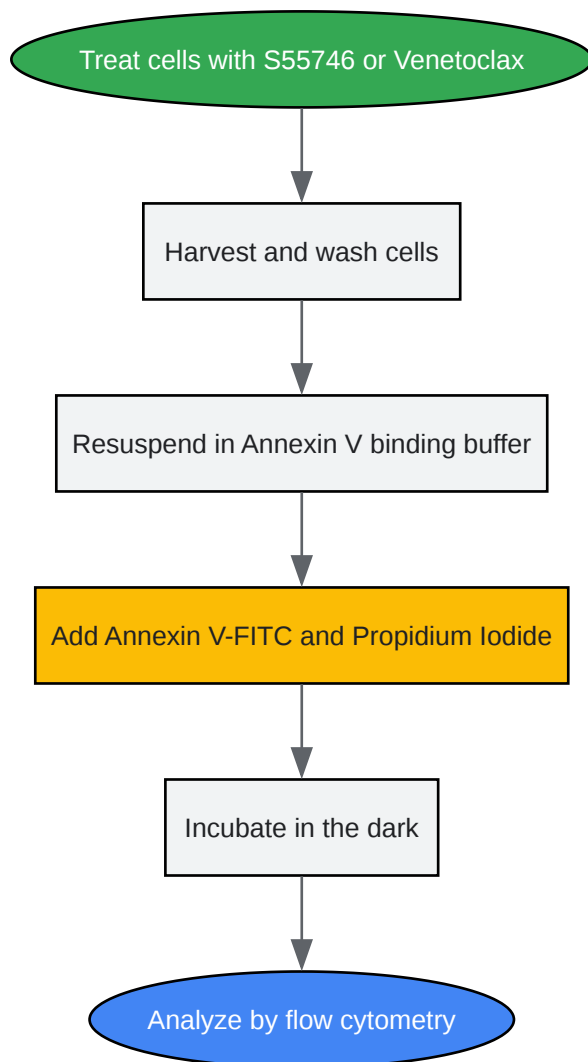 Treat cells with S55746 or Venetoclax
Harvest and wash cells
Resuspend in Annexin V binding buffer
Add Annexin V-FITC and Propidium Iodide
Incubate in the dark
Analyze by flow cytometry